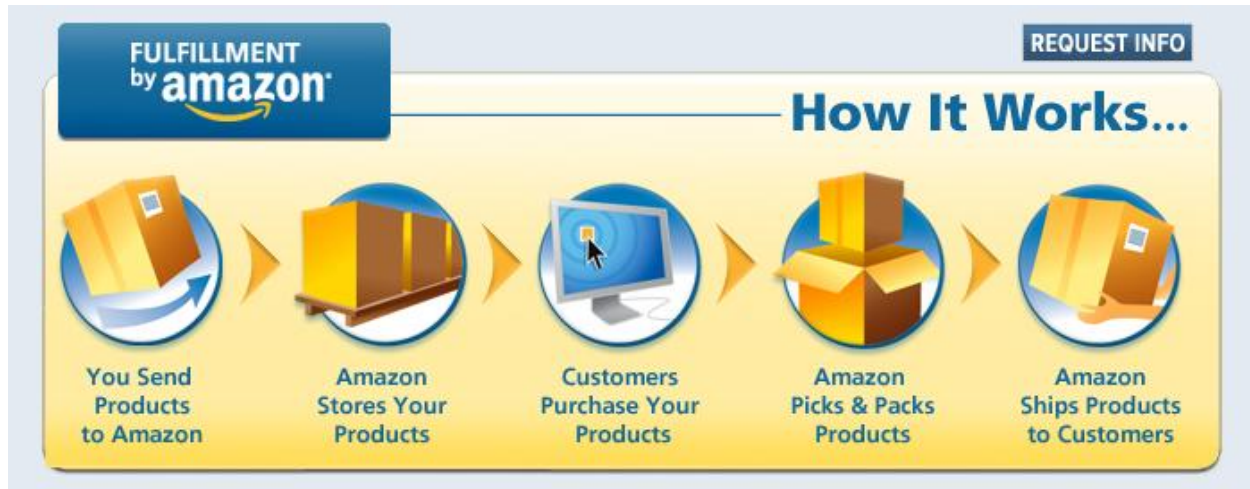 FULFILLMENT
by amazon
REQUEST INFO
How It Works...
You Send
Products
to Amazon
Amazon
Stores Your
Products
Customers
Purchase Your
Products
Amazon
Picks & Packs
Products
Amazon
Ships Products
to Customers